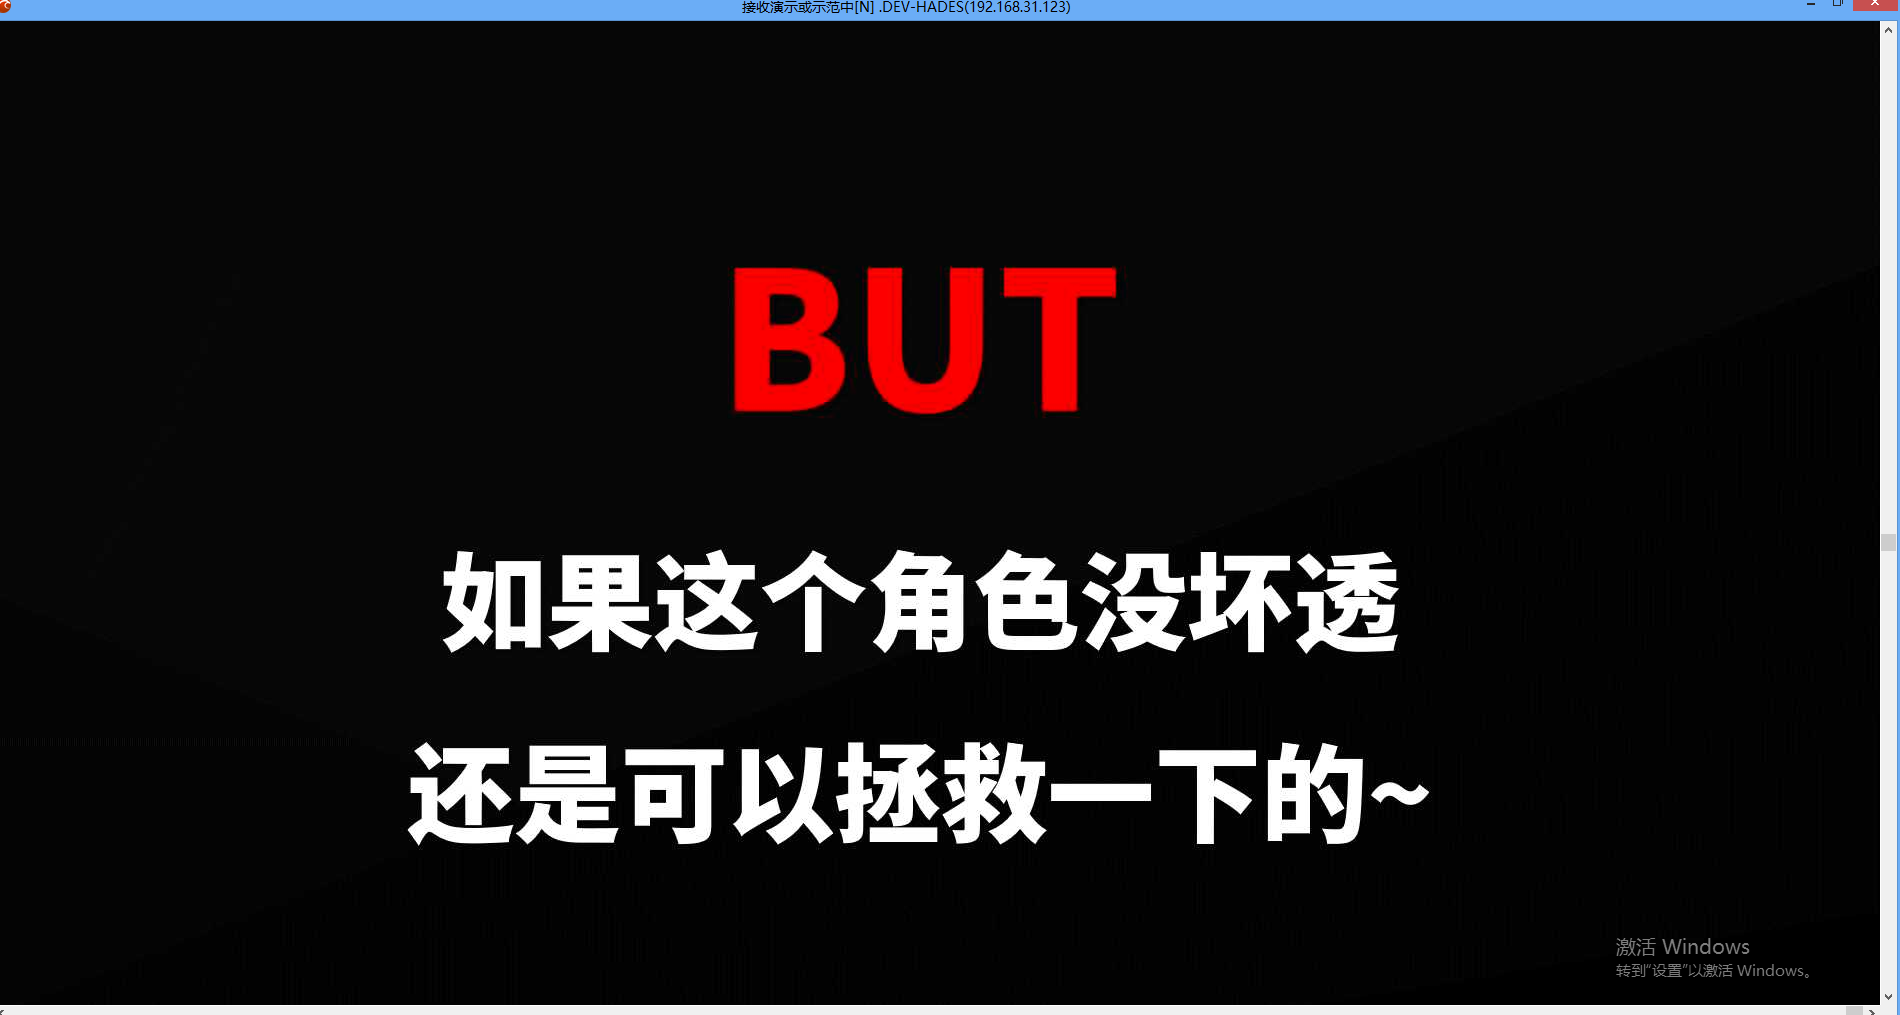 接收演示或示范中[N] .DEV-HADES(192.168.31.123)
BUT
如果这个角色没坏透
还是可以拯救一下的~
激活 Windows
转到“设置”以激活 Windows。